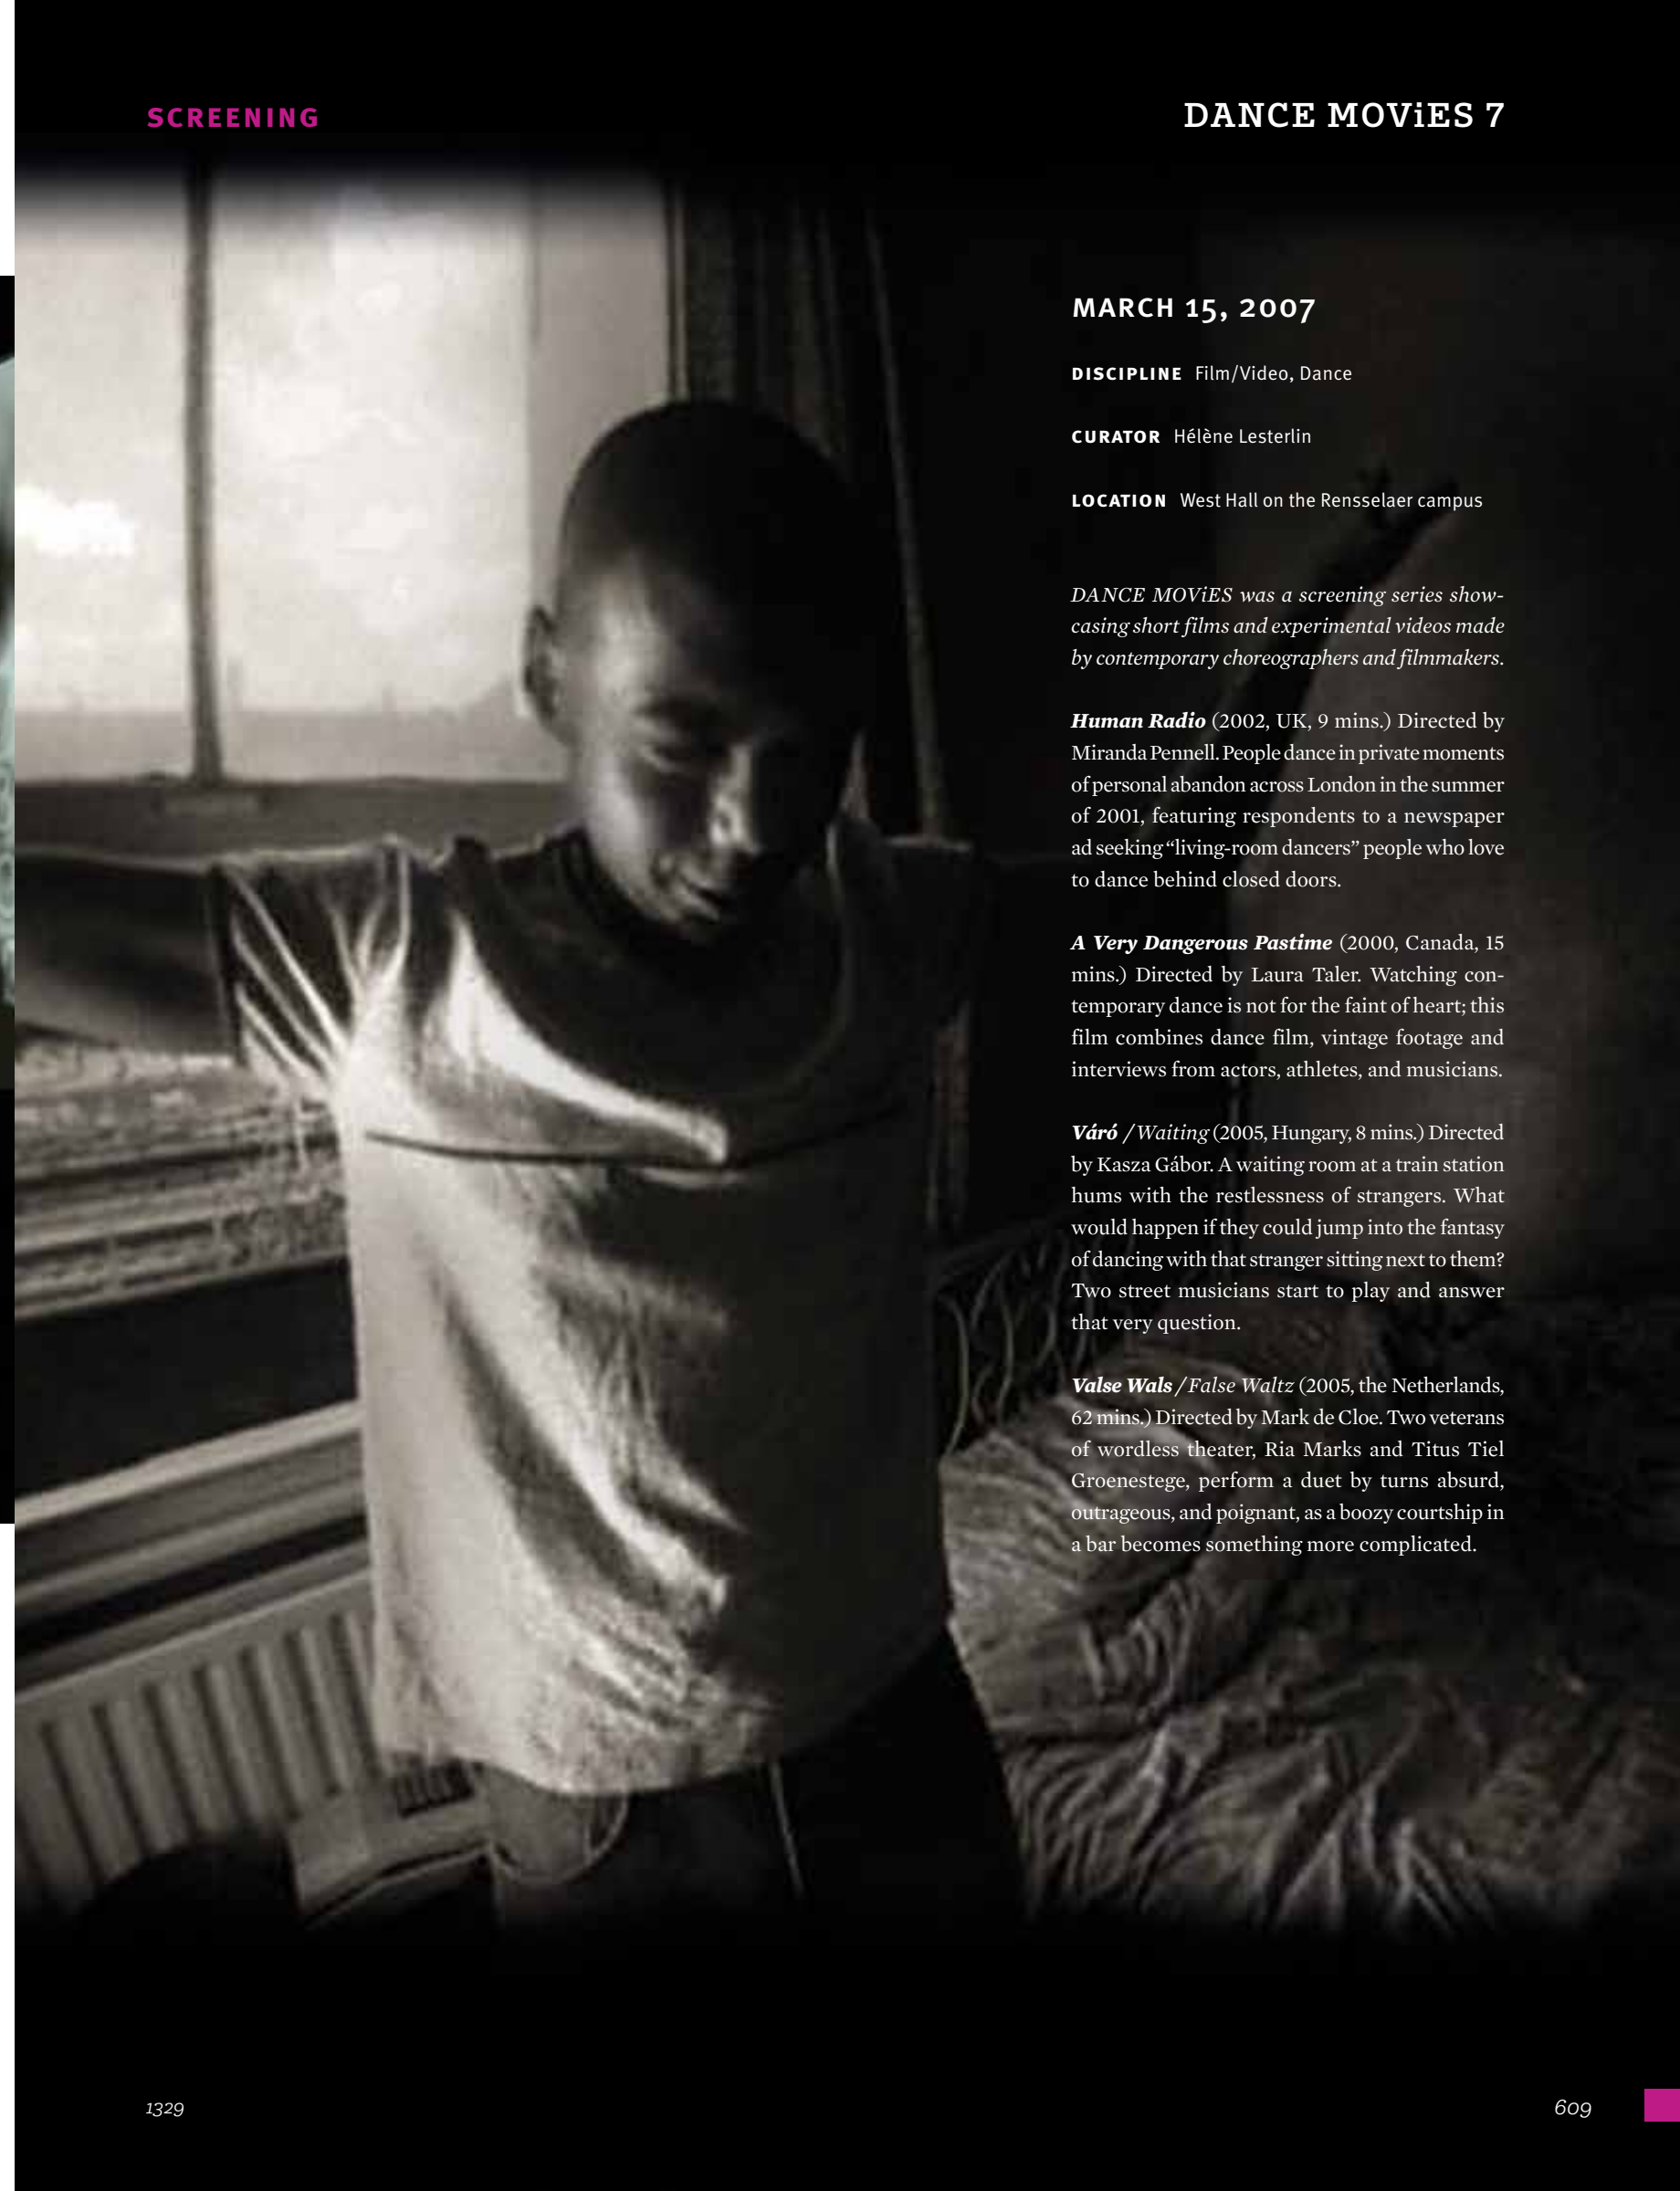 SCREENING
DANCE MOViES 7
MARCH 15, 2007
DISCIPLINE Film/Video, Dance
CURATOR Hélène Lesterlin
LOCATION West Hall on the Rensselaer campus
DANCE MOViES was a screening series show-
casing short films and experimental videos made
by contemporary choreographers and filmmakers.
Human Radio (2002, UK, 9 mins.) Directed by
Miranda Pennell. People dance in private moments
of personal abandon across London in the summer
of 2001, featuring respondents to a newspaper
ad seeking “living-room dancers” people who love
to dance behind closed doors.
A Very Dangerous Pastime (2000, Canada, 15
mins.) Directed by Laura Taler. Watching con-
temporary dance is not for the faint of heart; this
film combines dance film, vintage footage and
interviews from actors, athletes, and musicians.
Váró / Waiting (2005, Hungary, 8 mins.) Directed
by Kasza Gábor. A waiting room at a train station
hums with the restlessness of strangers. What
would happen if they could jump into the fantasy
of dancing with that stranger sitting next to them?
Two street musicians start to play and answer
that very question.
Valse Wals / False Waltz (2005, the Netherlands,
62 mins.) Directed by Mark de Cloe. Two veterans
of wordless theater, Ria Marks and Titus Tiel
Groenestege, perform a duet by turns absurd,
outrageous, and poignant, as a boozy courtship in
a bar becomes something more complicated.
1329
609